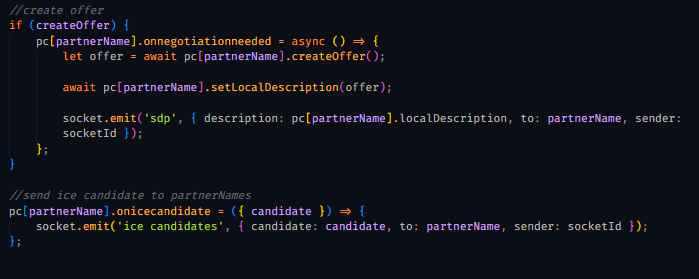 //create offer
if (createOffer) {
    pc[partnerName].onnegotiationneeded = async () => {
        let offer = await pc[partnerName].createOffer();

        await pc[partnerName].setLocalDescription(offer);

        socket.emit('sdp', { description: pc[partnerName].localDescription, to: partnerName, sender:
        socketId });
    };
}

//send ice candidate to partnerNames
pc[partnerName].onicecandidate = ({ candidate }) => {
    socket.emit('ice candidates', { candidate: candidate, to: partnerName, sender: socketId });
};